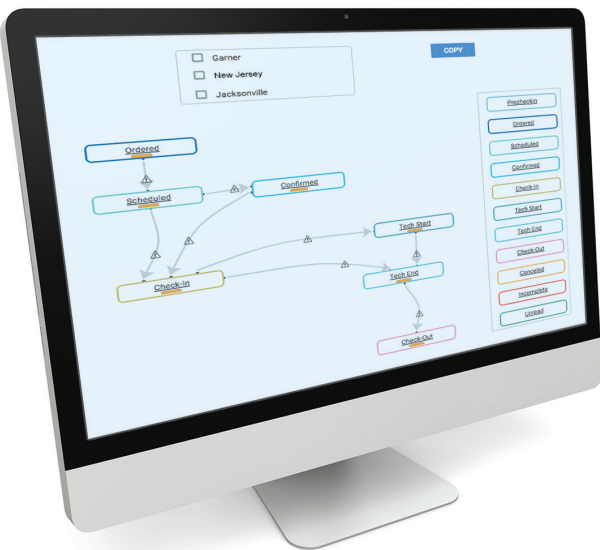 Garner
New Jersey
Jacksonville
COPY
Ordered
Scheduled
Confirmed
Check-In
Tech Start
Tech End
Check-Out
Precheckin
Ordered
Scheduled
Confirmed
Check-In
Tech Start
Tech End
Check-Out
Canceled
Incomplete
Unread